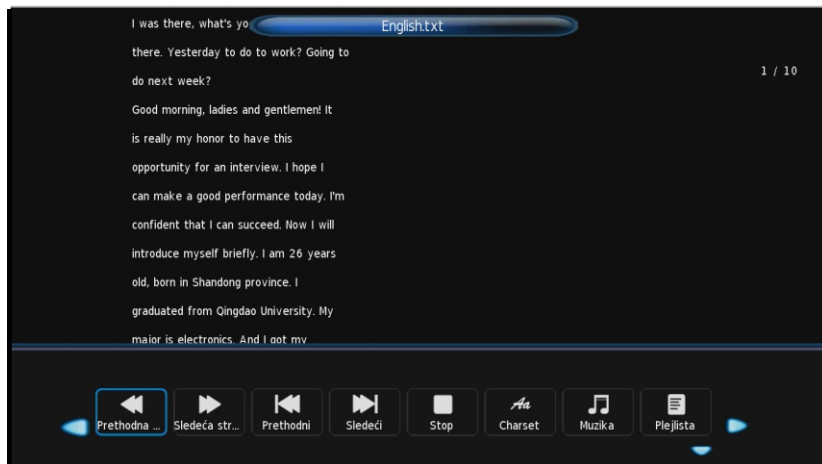 English.txt
I was there, what's yo
there. Yesterday to do to work? Going to
do next week?
1 / 10
Good morning, ladies and gentlemen! It
is really my honor to have this
opportunity for an interview. I hope I
can make a good performance today. I'm
confident that I can succeed. Now I will
introduce myself briefly. I am 26 years
old, born in Shandong province. I
graduated from Qingdao University. My
major is electronics. And I got my
Prethodna ...
Sledeća str...
Prethodni
Sledeći
Stop
Aa
Charset
Muzika
Plejlista